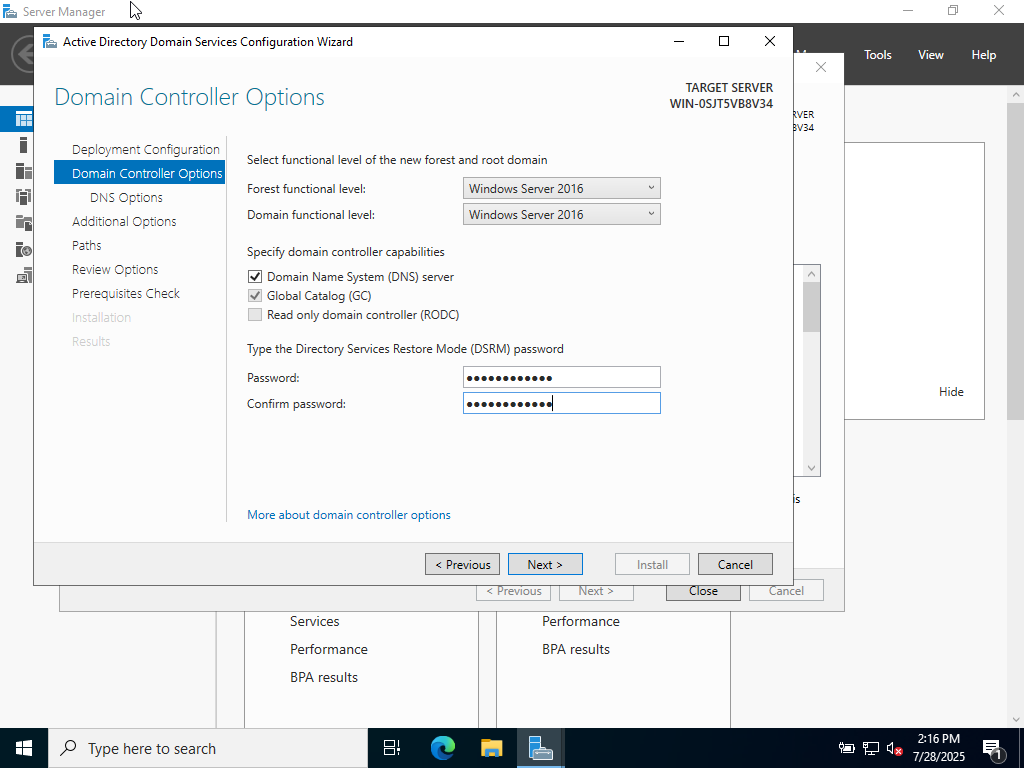 Server Manager
Active Directory Domain Services Configuration Wizard
Tools
View
Help
Domain Controller Options
TARGET SERVER
WIN-0SJT5VB8V34
RVER
8V34
Deployment Configuration
Domain Controller Options
DNS Options
Additional Options
Paths
Review Options
Prerequisites Check
Installation
Results
Select functional level of the new forest and root domain
Forest functional level:
Windows Server 2016
Domain functional level:
Windows Server 2016
Specify domain controller capabilities
Domain Name System (DNS) server
Global Catalog (GC)
Read only domain controller (RODC)
Type the Directory Services Restore Mode (DSRM) password
Password:
●●●●●●●●●●●●
Confirm password:
●●●●●●●●●●●●
Hide
is
More about domain controller options
< Previous
Next >
Install
Cancel
< Previous
Next >
Close
Cancel
Services
Performance
BPA results
Performance
BPA results
Type here to search
2:16 PM
7/28/2025
1